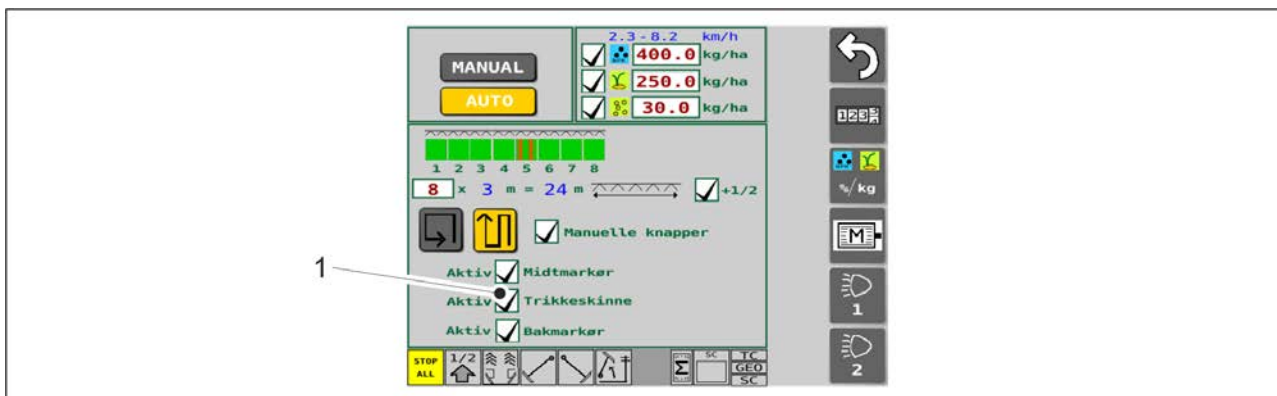 2.3-8.2 km/h
MANUAL
400.0 kg/ha
250.0 kg/ha
AUTO
30.0 kg/ha
1 2 3 4 5 6 7 8
8 x 3 m = 24 m +1/2
Manuelle knapper
Aktiv Midtmarkør
1
Aktiv Trikkeskinne
Aktiv Bakmarkør
STOP ALL
1/2
Σ
SC
TC
GEO
SC
%/kg
M
1
2